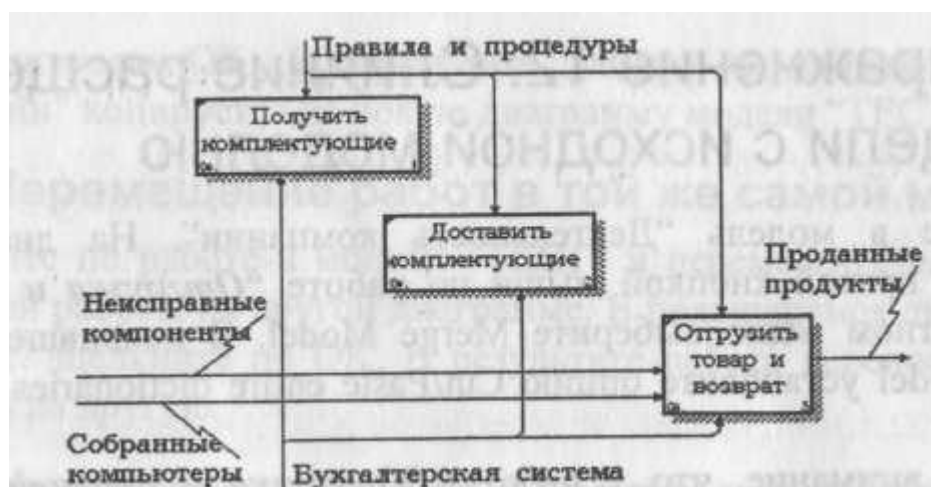 Правила и процедуры
Получить
комплектующие
Доставить
комплектующие
Проданные
продукты
Неисправные
компоненты
Отгрузить
товар и
возврат
Собранные
компьютеры
Бухгалтерская система